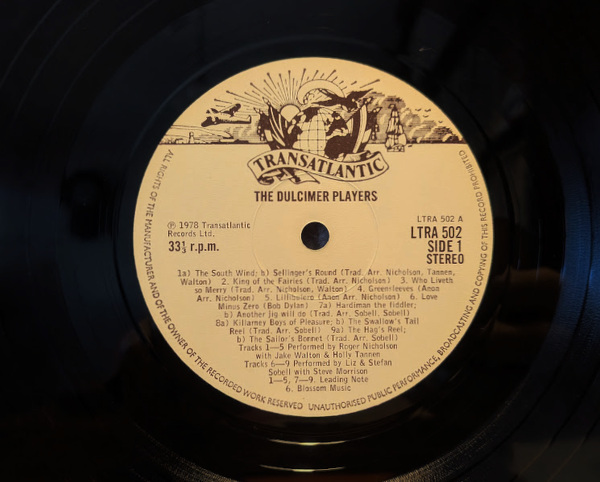 TRANSATLANTIC
THE DULCIMER PLAYERS
℗ 1978 Transatlantic
Records Ltd.
33⅓ r.p.m.
LTRA 502 A
LTRA 502
SIDE 1
STEREO
1a) The South Wind; b) Sellinger's Round (Trad. Arr. Nicholson, Tannen,
Walton) 2. King of the Fairies (Trad. Arr. Nicholson) 3. Who Liveth
so Merry (Trad. Arr. Nicholson, Walton) 4. Greensleeves (Anon
Arr. Nicholson) 5. Lillibolero (Anon Arr. Nicholson) 6. Love
Minus Zero (Bob Dylan) 7a) Hardiman the fiddler;
b) Another jig will do (Trad. Arr. Sobell, Sobell)
8a) Killarney Boys of Pleasure; b) The Swallow's Tail
Reel (Trad. Arr. Sobell) 9a) The Hag's Reel;
b) The Sailor's Bonnet (Trad. Arr. Sobell)
Tracks 1—5 Performed by Roger Nicholson
with Jake Walton & Holly Tannen
Tracks 6—9 Performed by Liz & Stefan
Sobell with Steve Morrison
1—5, 7—9. Leading Note
6. Blossom Music
ALL RIGHTS OF THE MANUFACTURER AND OF THE OWNER OF THE RECORDED WORK RESERVED UNAUTHORISED PUBLIC PERFORMANCE, BROADCASTING AND COPYING OF THIS RECORD PROHIBITED